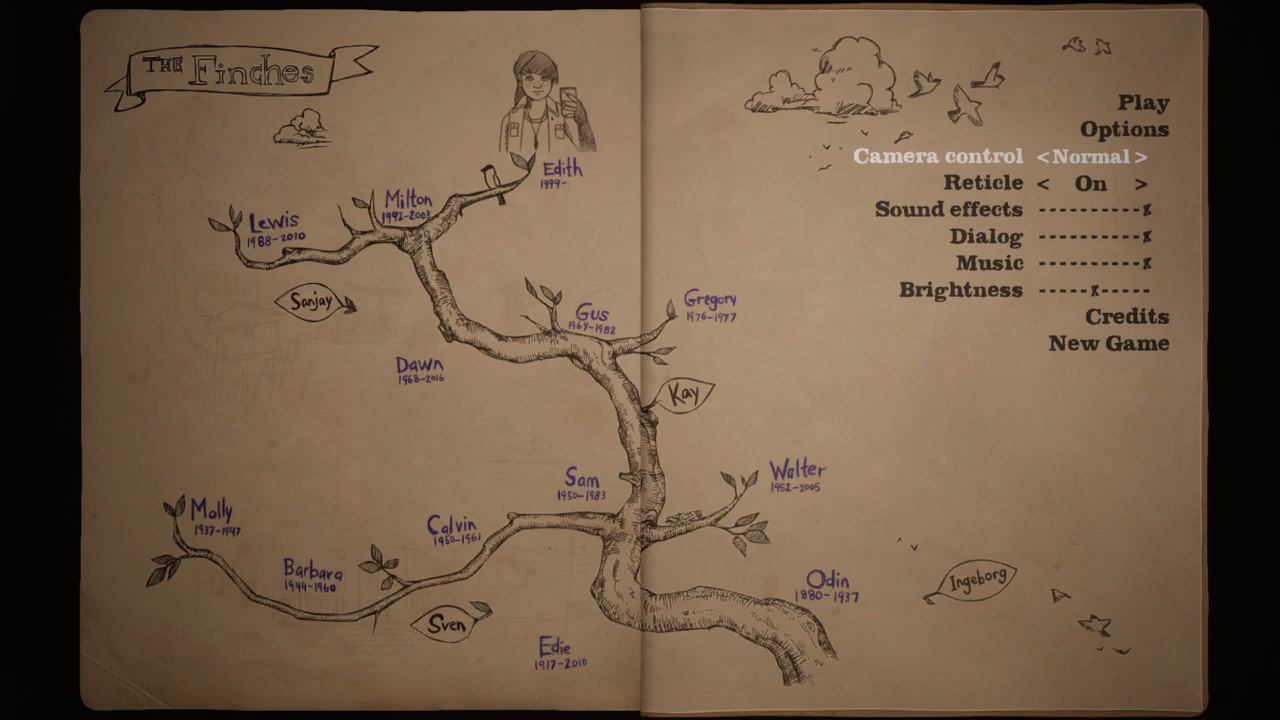 THE Finches
Edith
1999-
Milton
1992-2003
Lewis
1988-2010
Sanjay
Gus
1969-1982
Gregory
1976-1977
Dawn
1968-2016
Kay
Sam
1950-1983
Walter
1952-2005
Molly
1937-1947
Calvin
1950-1961
Barbara
1944-1960
Sven
Edie
1917-2010
Odin
1880-1937
Ingeborg
Play
Options
Camera control <Normal>
Reticle < On >
Sound effects
Dialog
Music
Brightness
Credits
New Game